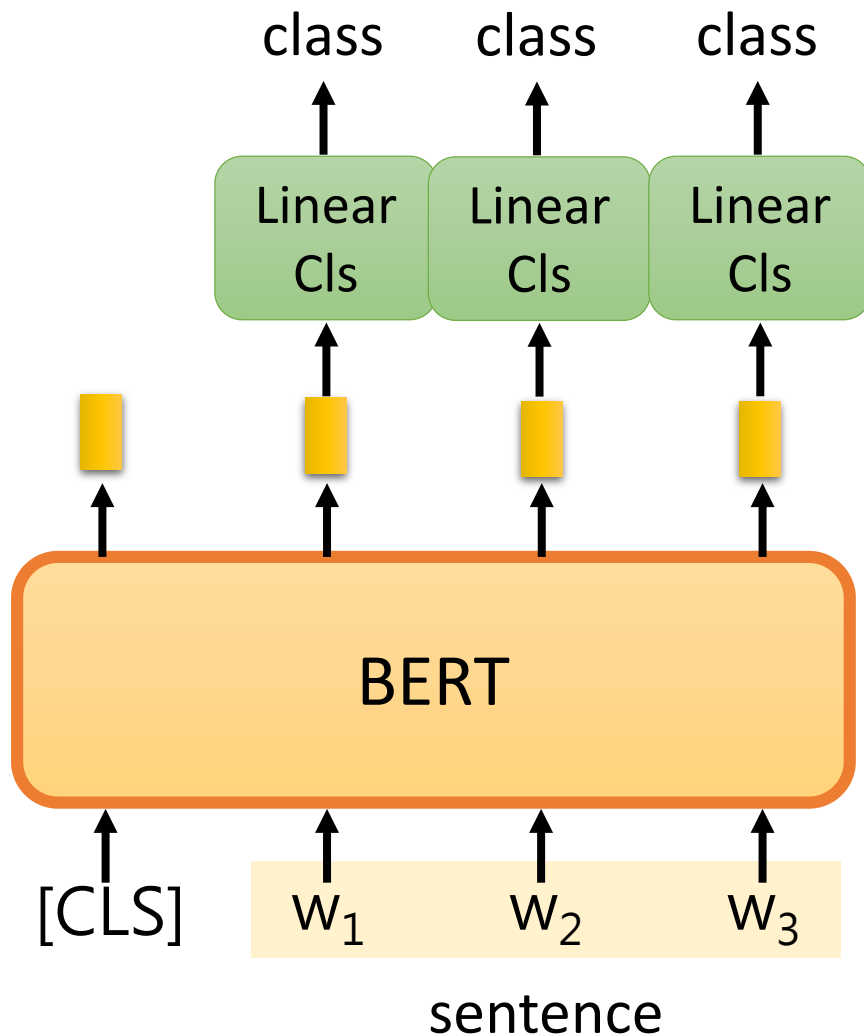 class class class
Linear Linear Linear
Cls Cls Cls
BERT
[CLS] w₁ w₂ w₃
sentence